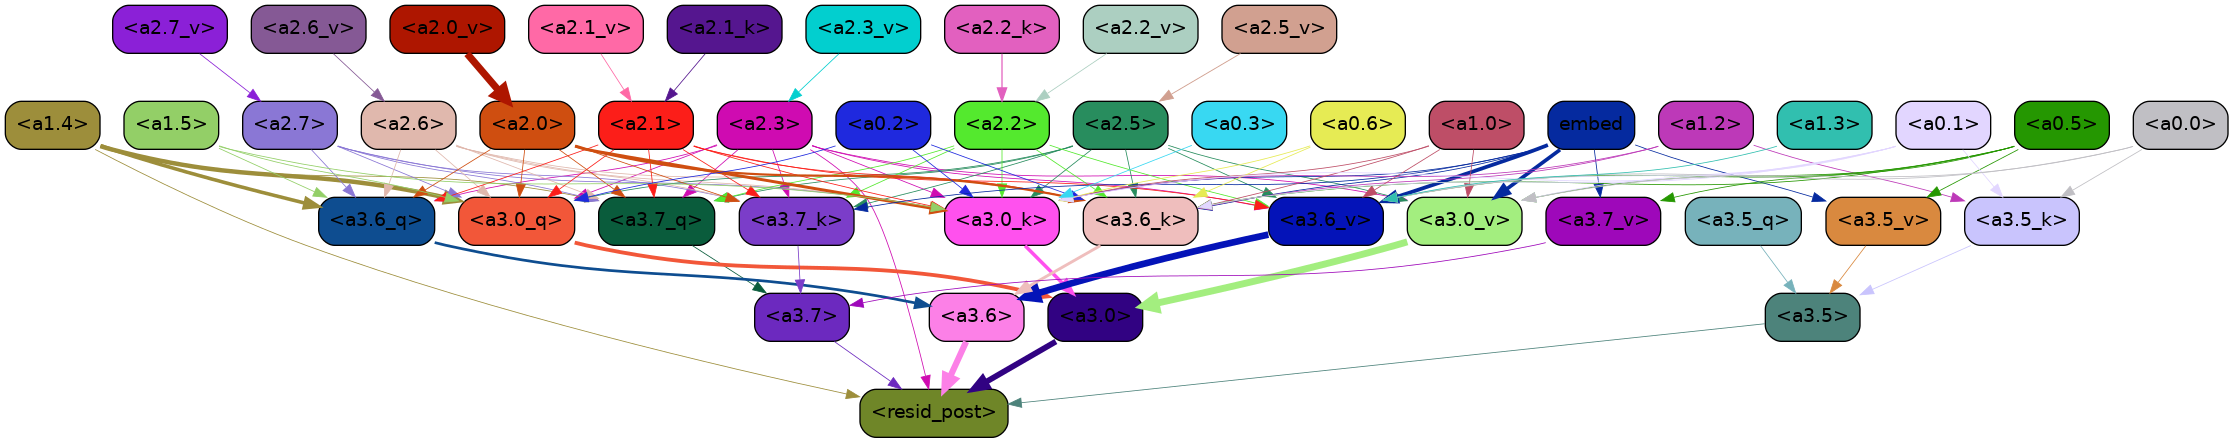 <a2.7_v> <a2.6_v> <a2.0_v> <a2.1_v> <a2.1_k> <a2.3_v> <a2.2_k> <a2.2_v> <a2.5_v>
<a1.4> <a1.5> <a2.7> <a2.6> <a2.0> <a2.1> <a2.3> <a0.2> <a2.2> <a2.5> <a0.3> <a0.6> <a1.0> embed <a1.2> <a1.3> <a0.1> <a0.5> <a0.0>
<a3.6_q> <a3.0_q> <a3.7_q> <a3.7_k> <a3.0_k> <a3.6_k> <a3.6_v> <a3.0_v> <a3.7_v> <a3.5_q> <a3.5_v> <a3.5_k>
<a3.7> <a3.6> <a3.0> <a3.5>
<resid_post>